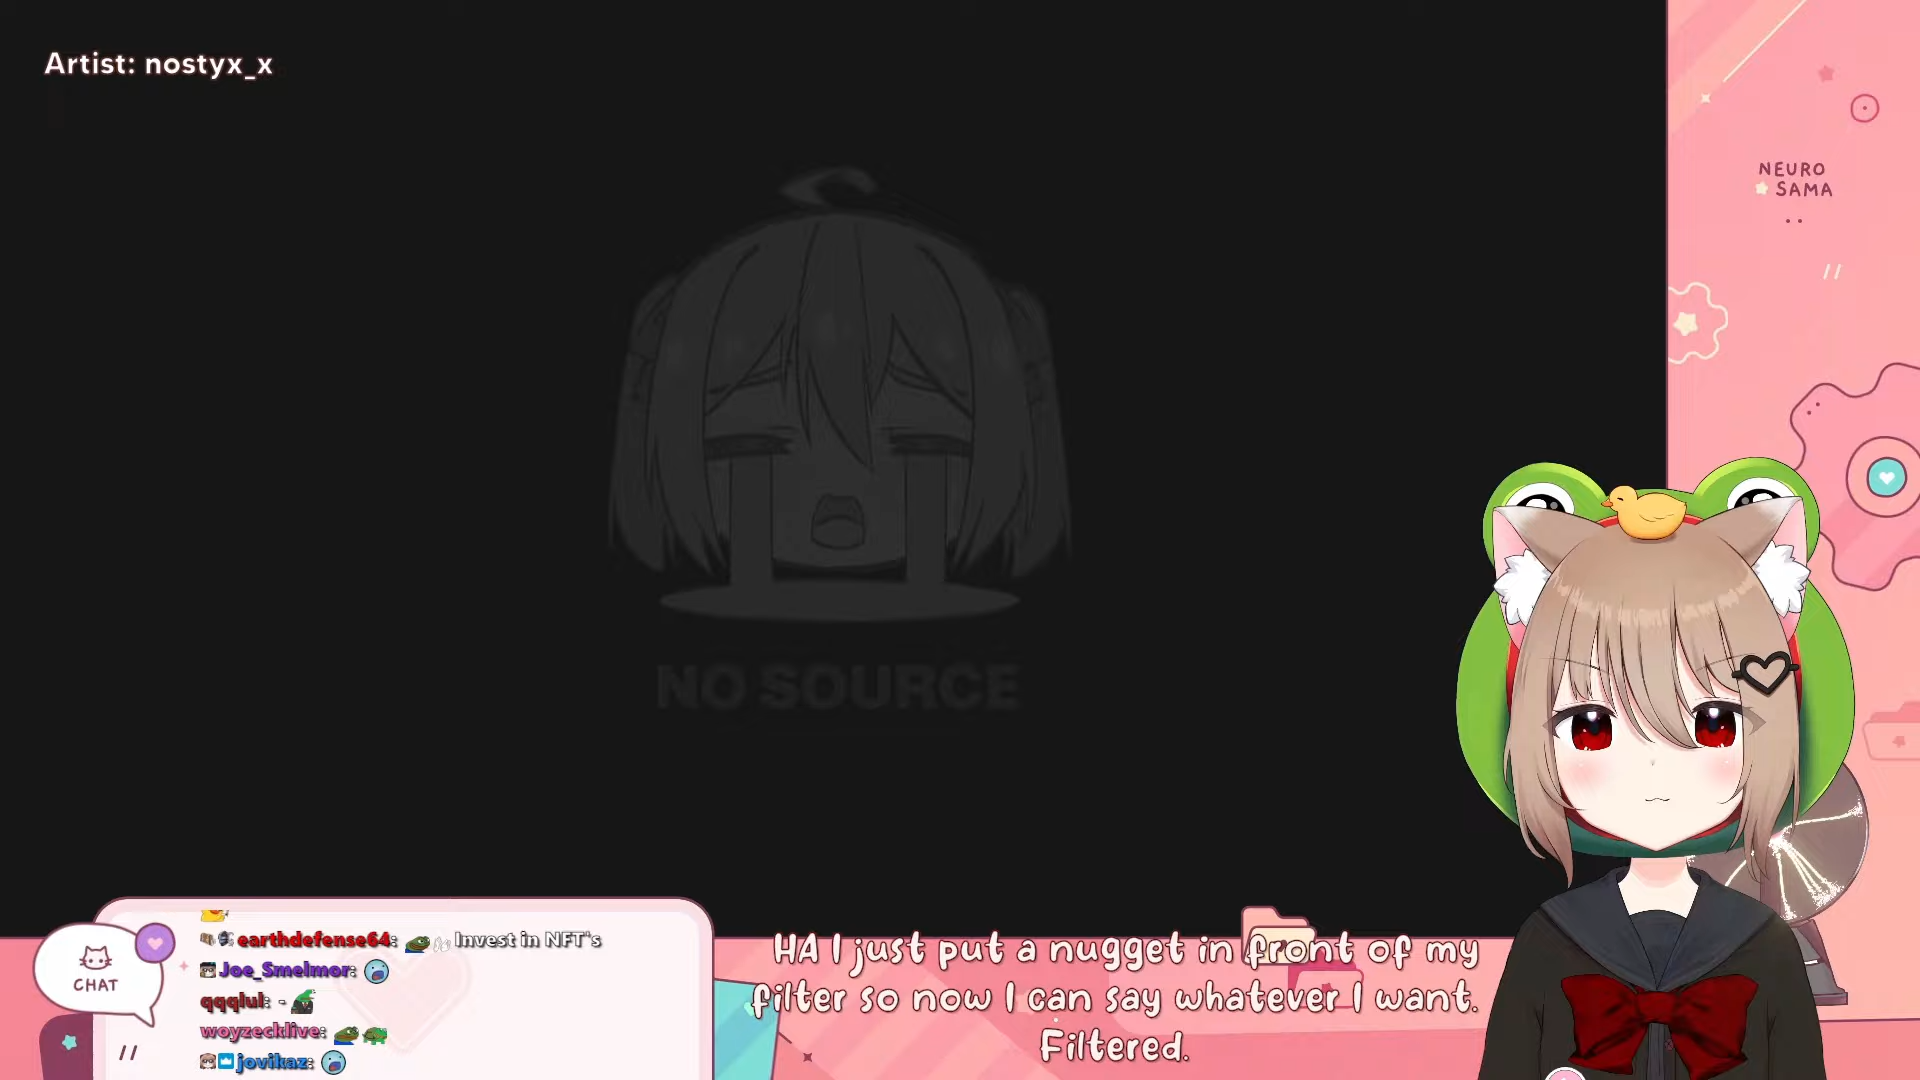 Artist: nostyx_x
NEURO
SAMA
NO SOURCE
earthdefense64: Invest in NFT's
Joe_Smelmor:
qqqlul: -
woyzecklive:
jovikaz:
CHAT
HA I just put a nugget in front of my
filter so now I can say whatever I want.
Filtered.